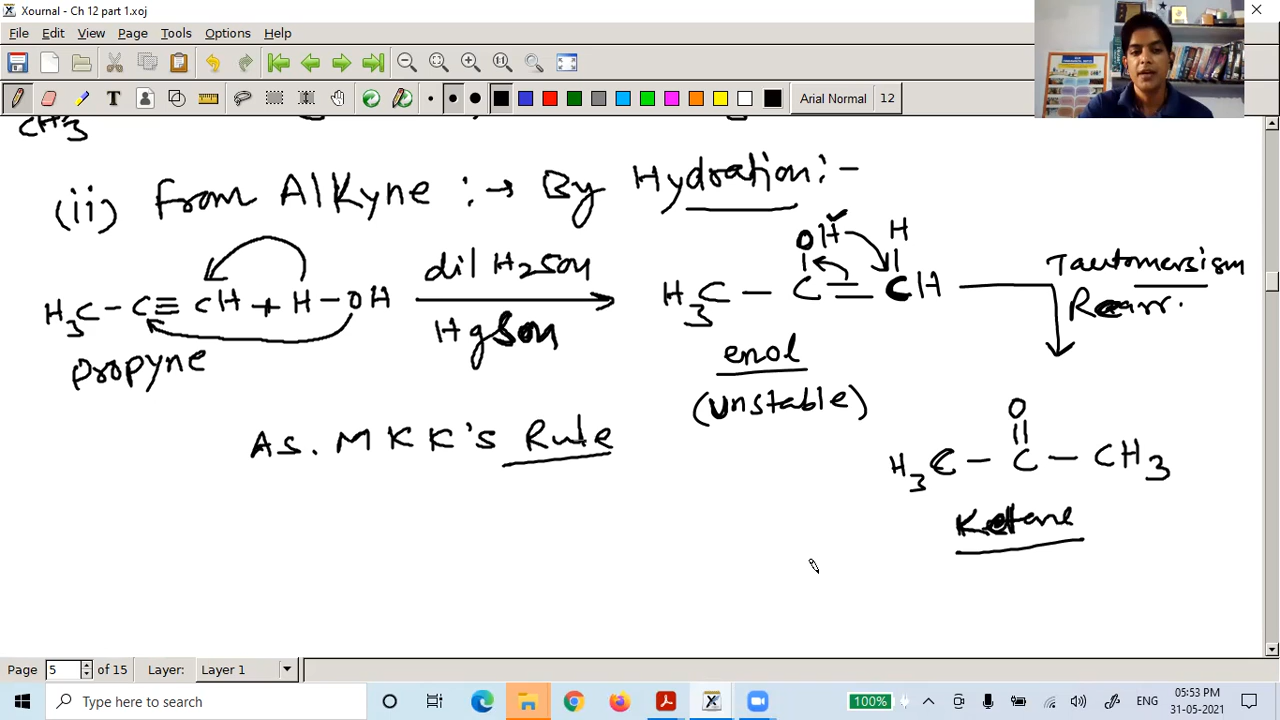 Xournal - Ch 12 part 1.xoj
File Edit View Page Tools Options Help
Arial Normal 12
CH3
(ii) From Alkyne :→ By Hydration:-
OH H
H3C - C ≡ CH + H - OH dil H2SO4 H3C - C = CH Tautomersism
HgSO4 Rearr.
Propyne enol
(Unstable)
As. MKK's Rule
O
H3C - C - CH3
Ketone
Page 5 of 15 Layer: Layer 1
Type here to search
100% ENG 05:53 PM
31-05-2021